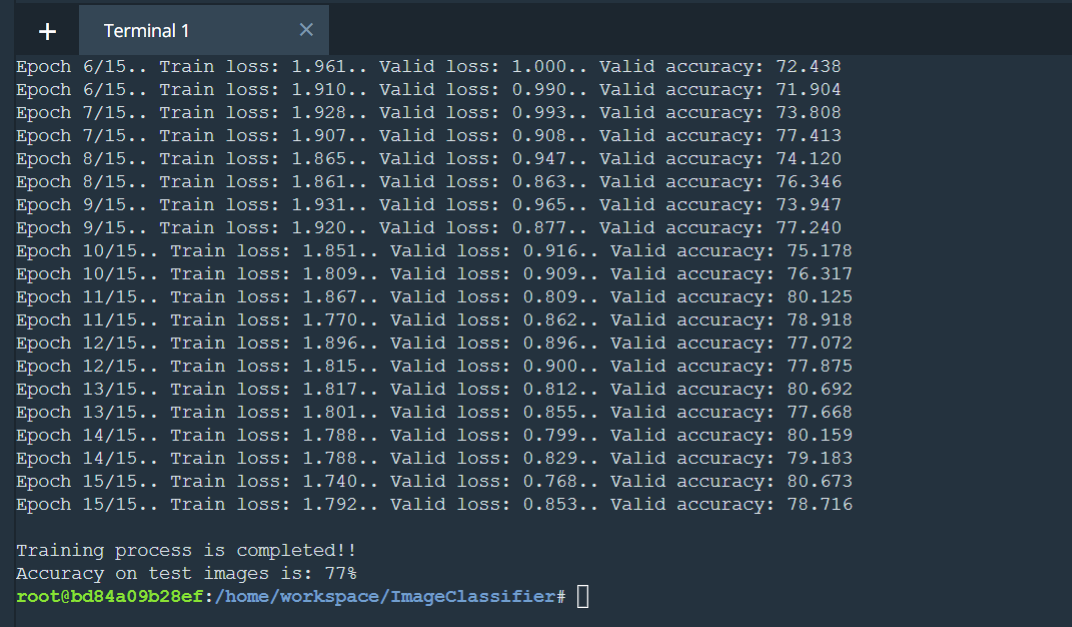 + Terminal 1 ×
Epoch 6/15.. Train loss: 1.961.. Valid loss: 1.000.. Valid accuracy: 72.438
Epoch 6/15.. Train loss: 1.910.. Valid loss: 0.990.. Valid accuracy: 71.904
Epoch 7/15.. Train loss: 1.928.. Valid loss: 0.993.. Valid accuracy: 73.808
Epoch 7/15.. Train loss: 1.907.. Valid loss: 0.908.. Valid accuracy: 77.413
Epoch 8/15.. Train loss: 1.865.. Valid loss: 0.947.. Valid accuracy: 74.120
Epoch 8/15.. Train loss: 1.861.. Valid loss: 0.863.. Valid accuracy: 76.346
Epoch 9/15.. Train loss: 1.931.. Valid loss: 0.965.. Valid accuracy: 73.947
Epoch 9/15.. Train loss: 1.920.. Valid loss: 0.877.. Valid accuracy: 77.240
Epoch 10/15.. Train loss: 1.851.. Valid loss: 0.916.. Valid accuracy: 75.178
Epoch 10/15.. Train loss: 1.809.. Valid loss: 0.909.. Valid accuracy: 76.317
Epoch 11/15.. Train loss: 1.867.. Valid loss: 0.809.. Valid accuracy: 80.125
Epoch 11/15.. Train loss: 1.770.. Valid loss: 0.862.. Valid accuracy: 78.918
Epoch 12/15.. Train loss: 1.896.. Valid loss: 0.896.. Valid accuracy: 77.072
Epoch 12/15.. Train loss: 1.815.. Valid loss: 0.900.. Valid accuracy: 77.875
Epoch 13/15.. Train loss: 1.817.. Valid loss: 0.812.. Valid accuracy: 80.692
Epoch 13/15.. Train loss: 1.801.. Valid loss: 0.855.. Valid accuracy: 77.668
Epoch 14/15.. Train loss: 1.788.. Valid loss: 0.799.. Valid accuracy: 80.159
Epoch 14/15.. Train loss: 1.788.. Valid loss: 0.829.. Valid accuracy: 79.183
Epoch 15/15.. Train loss: 1.740.. Valid loss: 0.768.. Valid accuracy: 80.673
Epoch 15/15.. Train loss: 1.792.. Valid loss: 0.853.. Valid accuracy: 78.716
Training process is completed!!
Accuracy on test images is: 77%
root@bd84a09b28ef:/home/workspace/ImageClassifier#